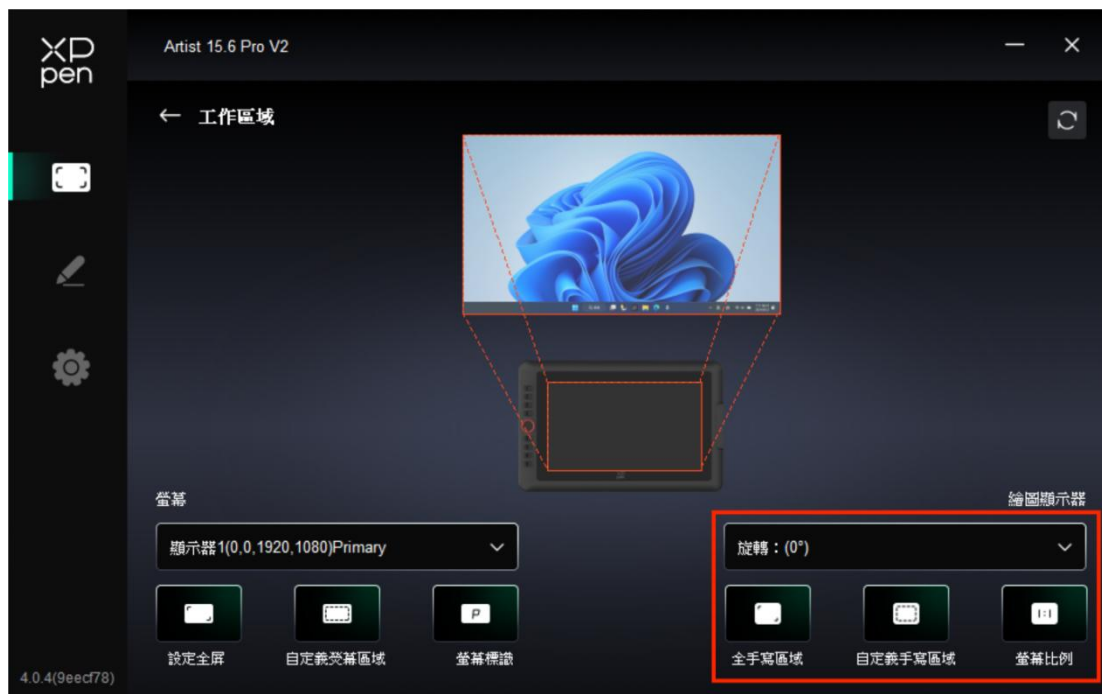 XP
pen
Artist 15.6 Pro V2
工作區域
螢幕
繪圖顯示器
顯示器1(0,0,1920,1080)Primary
旋轉：(0°)
1:1
設定全屏
自定義熒幕區域
螢幕標識
全手寫區域
自定義手寫區域
螢幕比例
4.0.4(9eecf78)